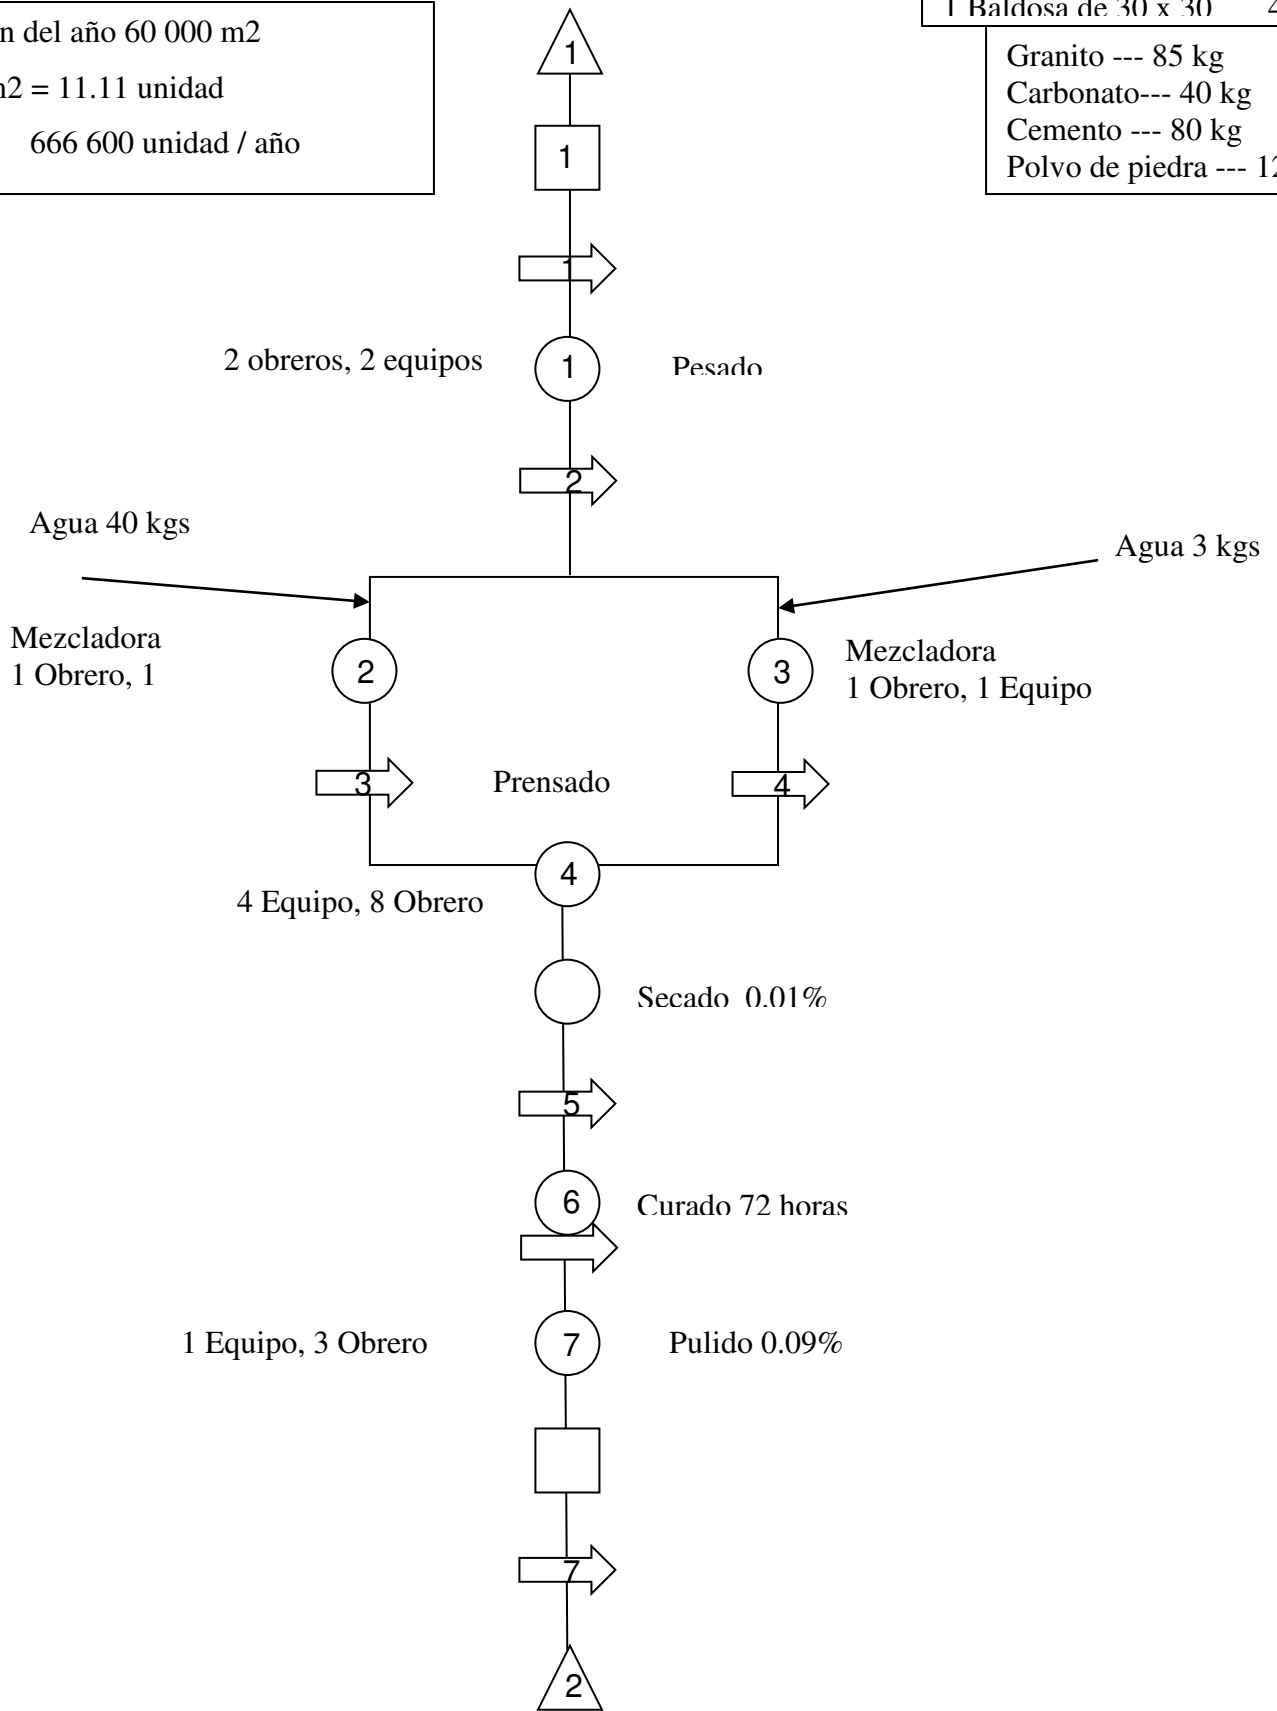 del año 60 000 m2
= 11.11 unidad
666 600 unidad / año
1 Baldosa de 30 x 30
Granito --- 85 kg
Carbonato--- 40 kg
Cemento --- 80 kg
Polvo de piedra ---
1
1
1
2 obreros, 2 equipos
1
Pesado
2
Agua 40 kgs
Agua 3 kgs
Mezcladora
1 Obrero, 1
2
3
Mezcladora
1 Obrero, 1 Equipo
3
Prensado
4
4
4 Equipo, 8 Obrero
Secado 0.01%
5
6
Curado 72 horas
1 Equipo, 3 Obrero
7
Pulido 0.09%
7
2